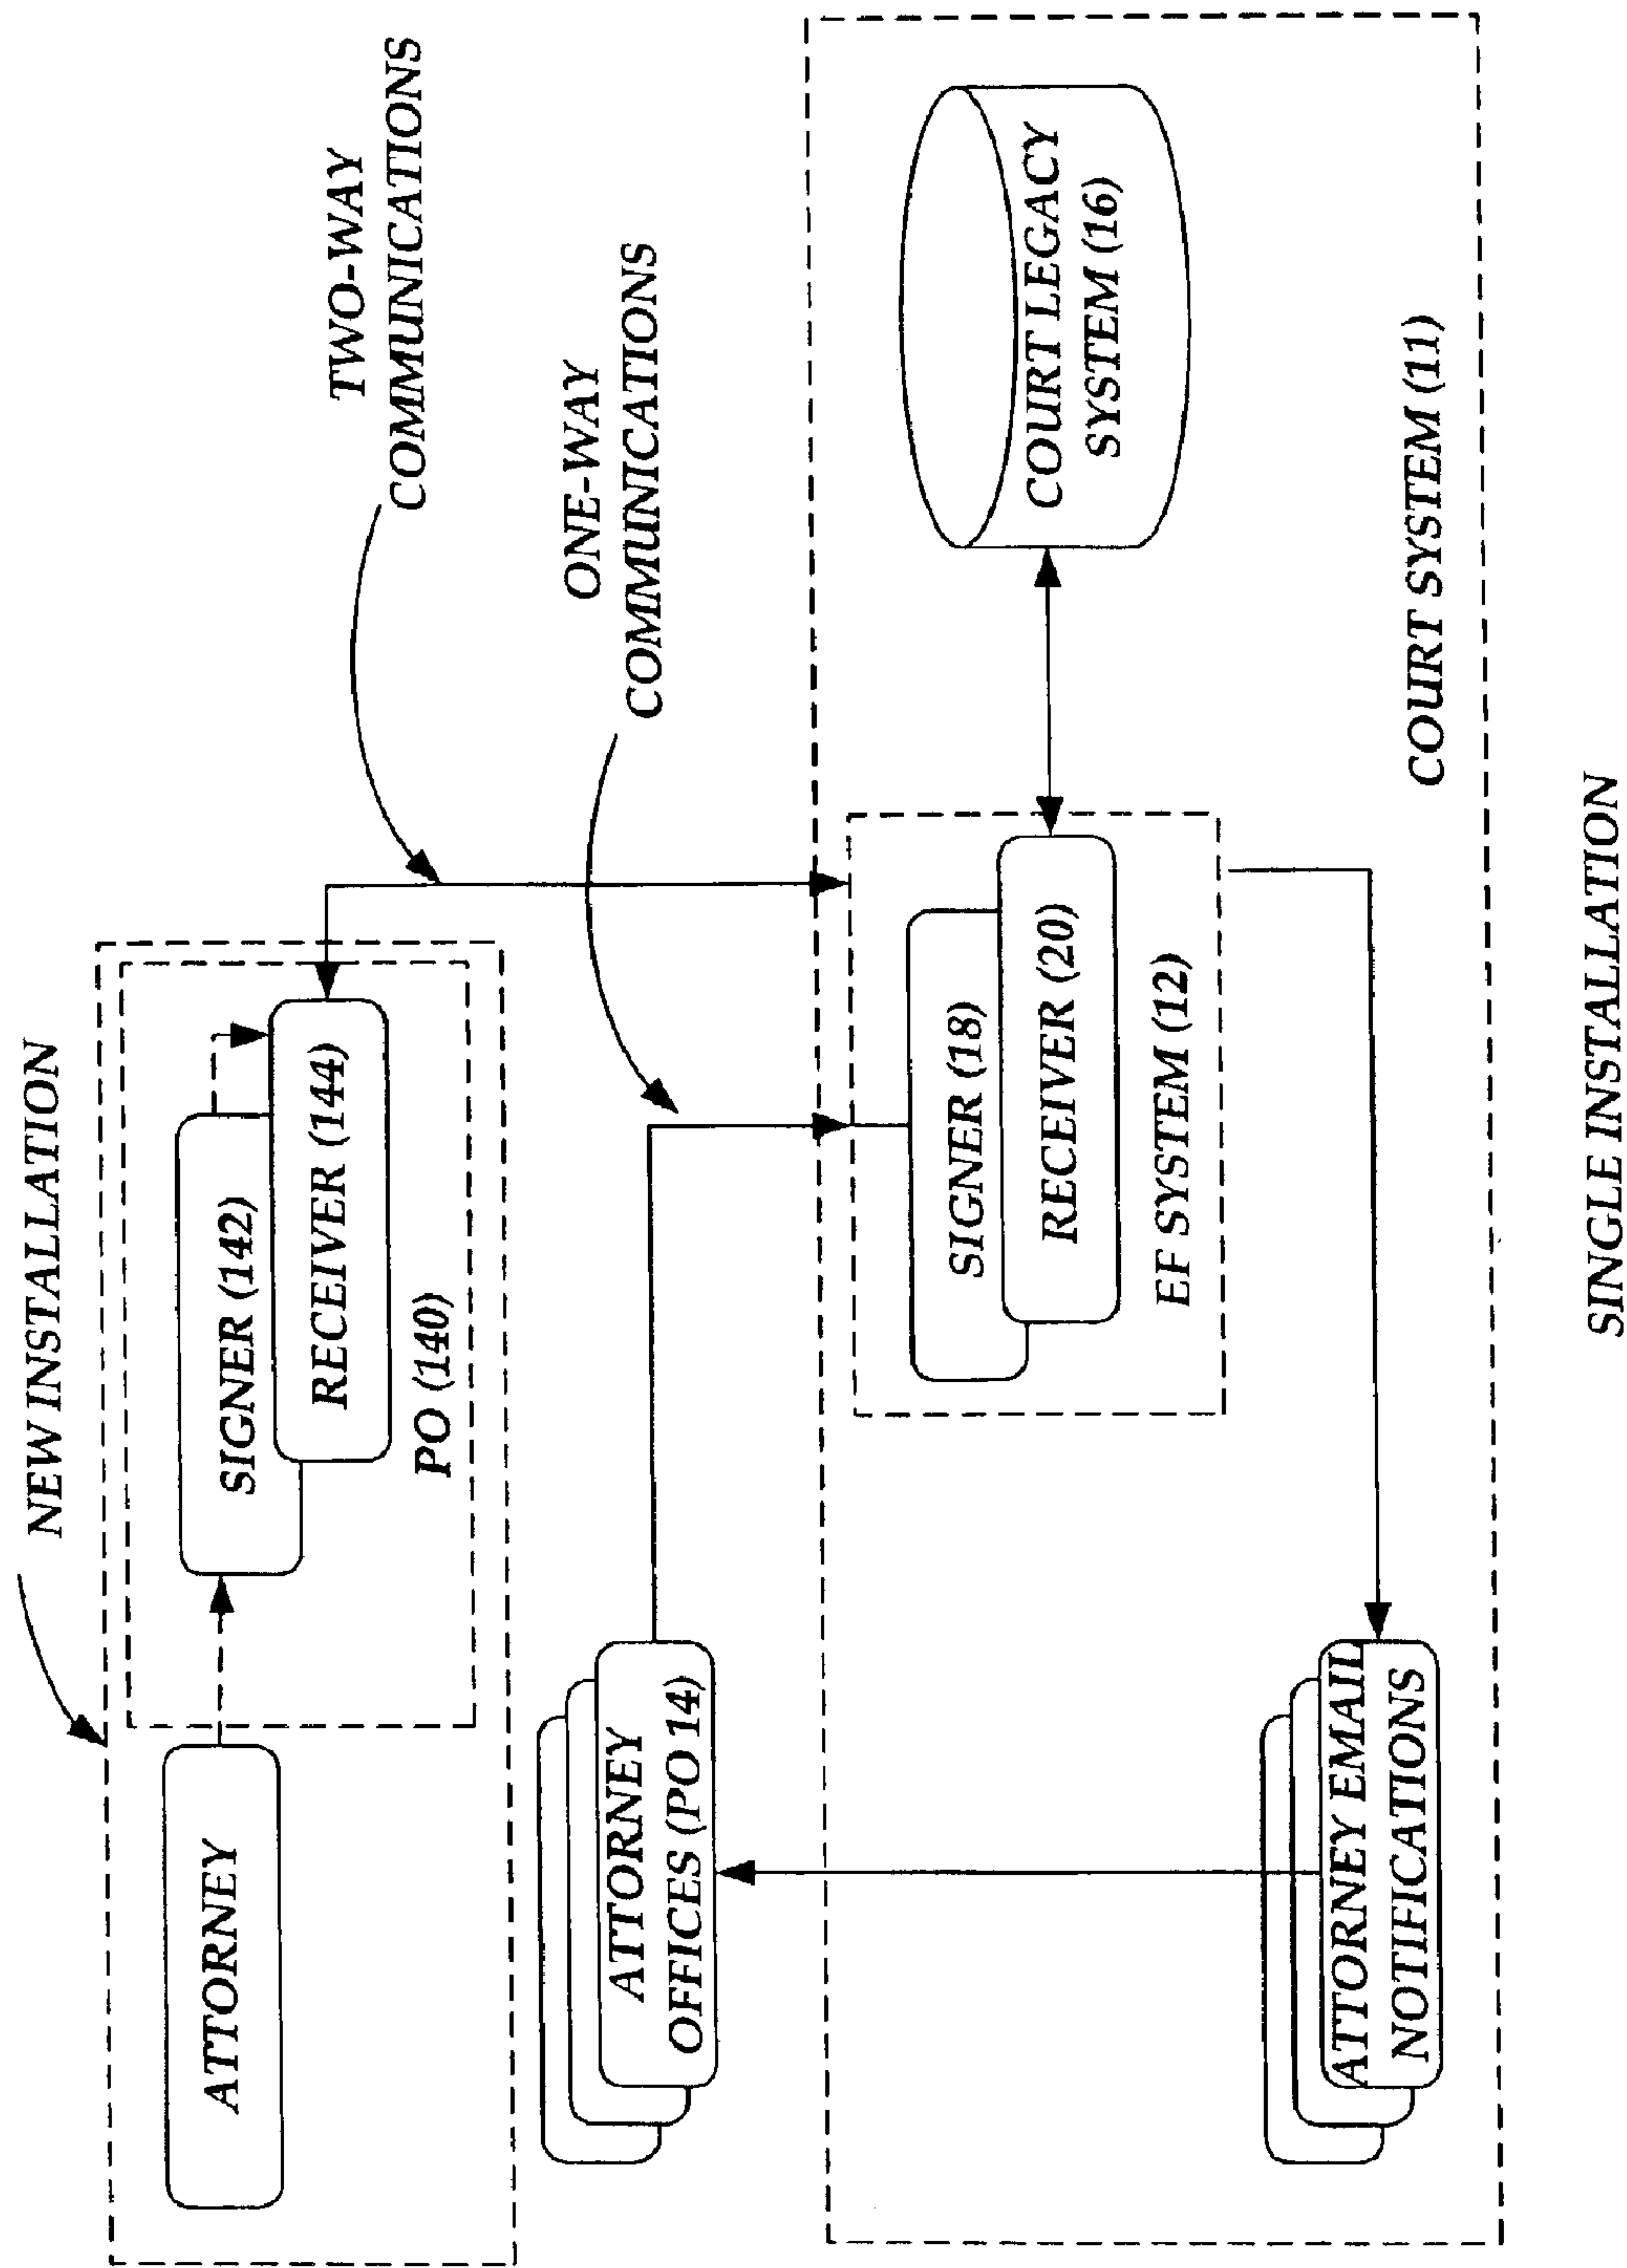 NEW INSTALLATION
ATTORNEY
SIGNER (142)
RECEIVER (144)
PO (140)
TWO-WAY
COMMUNICATIONS
ONE-WAY
COMMUNICATIONS
ATTORNEY
OFFICES (PO 14)
SIGNER (18)
RECEIVER (20)
EF SYSTEM (12)
COURT LEGACY
SYSTEM (16)
ATTORNEY EMAIL
NOTIFICATIONS
COURT SYSTEM (11)
SINGLE INSTALLATION